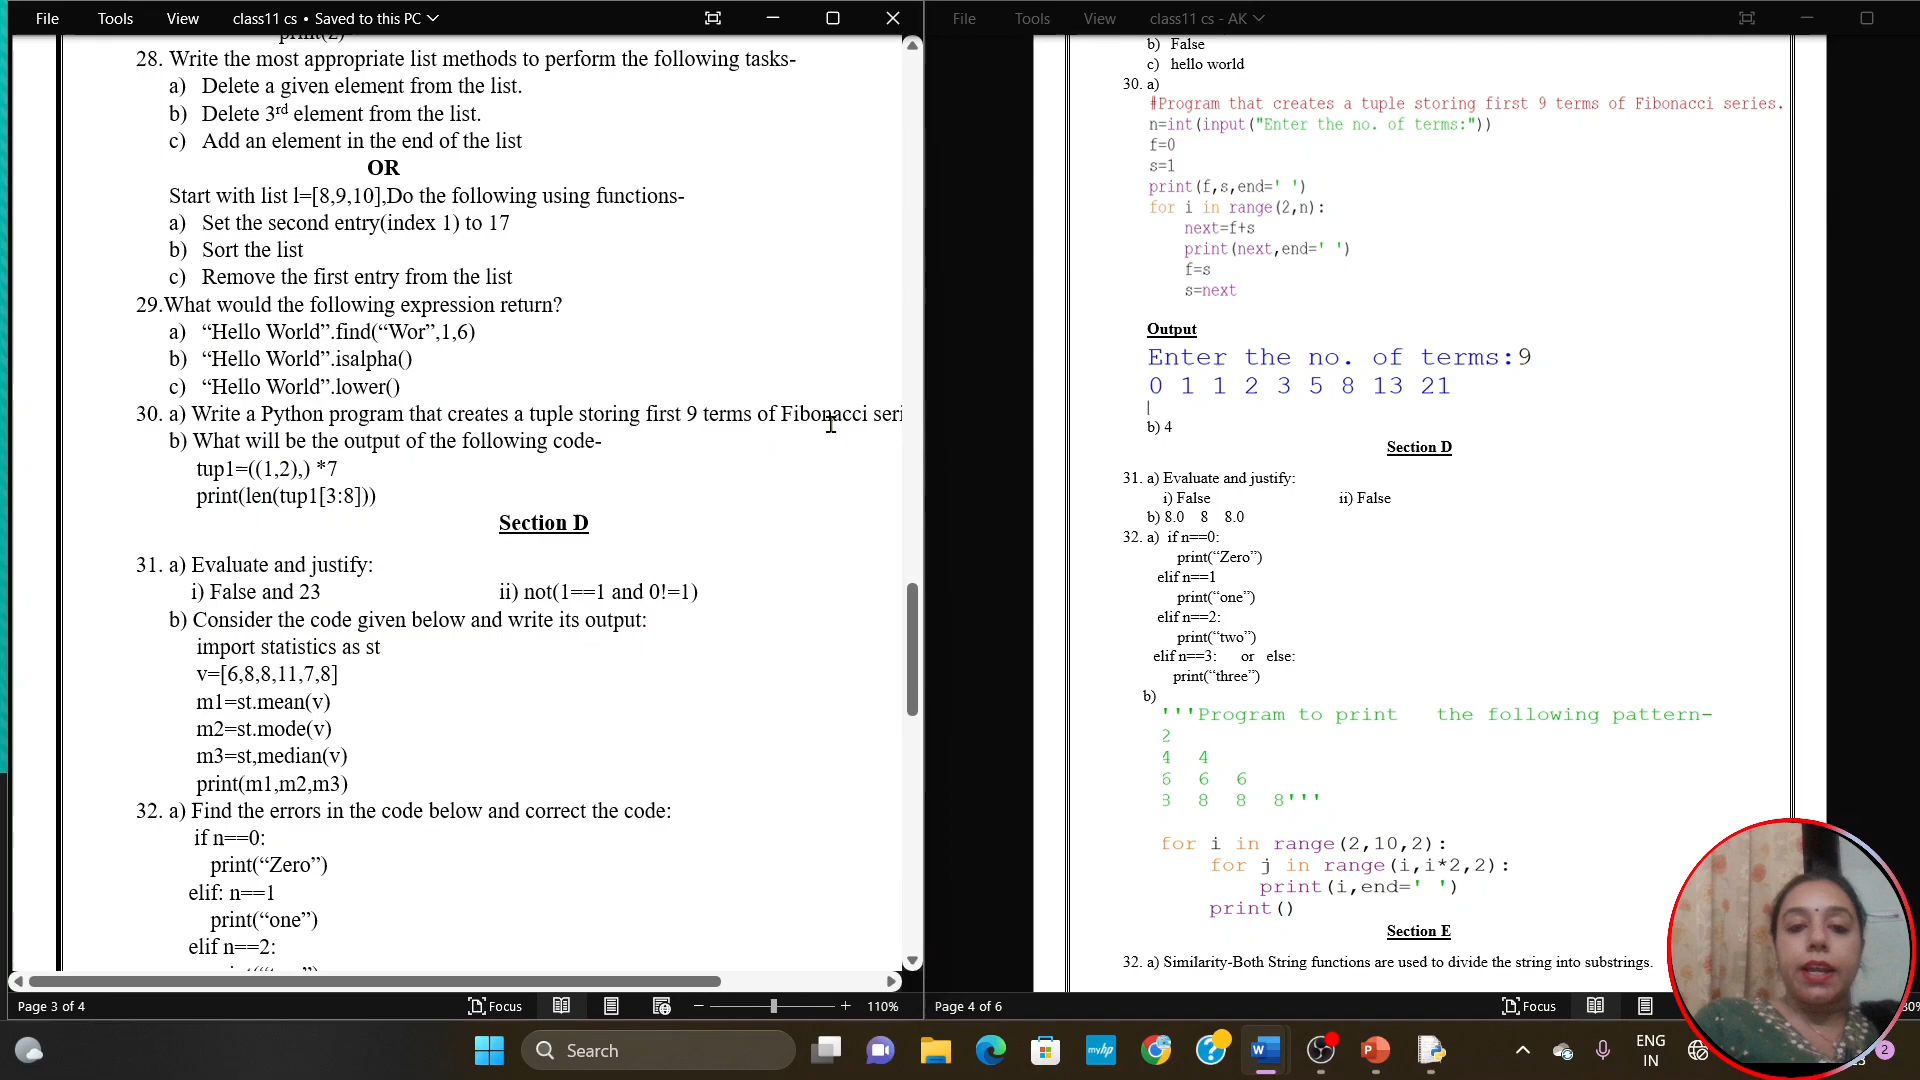 File Tools View class11 cs • Saved to this PC
28. Write the most appropriate list methods to perform the following tasks-
a) Delete a given element from the list.
b) Delete 3rd element from the list.
c) Add an element in the end of the list
OR
Start with list l=[8,9,10],Do the following using functions-
a) Set the second entry(index 1) to 17
b) Sort the list
c) Remove the first entry from the list
29.What would the following expression return?
a) “Hello World”.find(“Wor”,1,6)
b) “Hello World”.isalpha()
c) “Hello World”.lower()
30. a) Write a Python program that creates a tuple storing first 9 terms of Fibonacci seri
b) What will be the output of the following code-
tup1=((1,2),) *7
print(len(tup1[3:8]))
Section D
31. a) Evaluate and justify:
i) False and 23 ii) not(1==1 and 0!=1)
b) Consider the code given below and write its output:
import statistics as st
v=[6,8,8,11,7,8]
m1=st.mean(v)
m2=st.mode(v)
m3=st,median(v)
print(m1,m2,m3)
32. a) Find the errors in the code below and correct the code:
if n==0:
print(“Zero”)
elif: n==1
print(“one”)
elif n==2:
Page 3 of 4 Focus 110%
File Tools View class11 cs - AK
b) False
c) hello world
30. a)
#Program that creates a tuple storing first 9 terms of Fibonacci series.
n=int(input("Enter the no. of terms:"))
f=0
s=1
print(f,s,end=' ')
for i in range(2,n):
next=f+s
print(next,end=' ')
f=s
s=next
Output
Enter the no. of terms:9
0 1 1 2 3 5 8 13 21
b) 4
Section D
31. a) Evaluate and justify:
i) False ii) False
b) 8.0 8 8.0
32. a) if n==0:
print(“Zero”)
elif n==1
print(“one”)
elif n==2:
print(“two”)
elif n==3: or else:
print(“three”)
b)
'''Program to print the following pattern-
2
4 4
6 6 6
8 8 8 8'''
for i in range(2,10,2):
for j in range(i,i*2,2):
print(i,end=' ')
print()
Section E
32. a) Similarity-Both String functions are used to divide the string into substrings.
Page 4 of 6 Focus
Search
myhp
W
P
ENG
IN
2